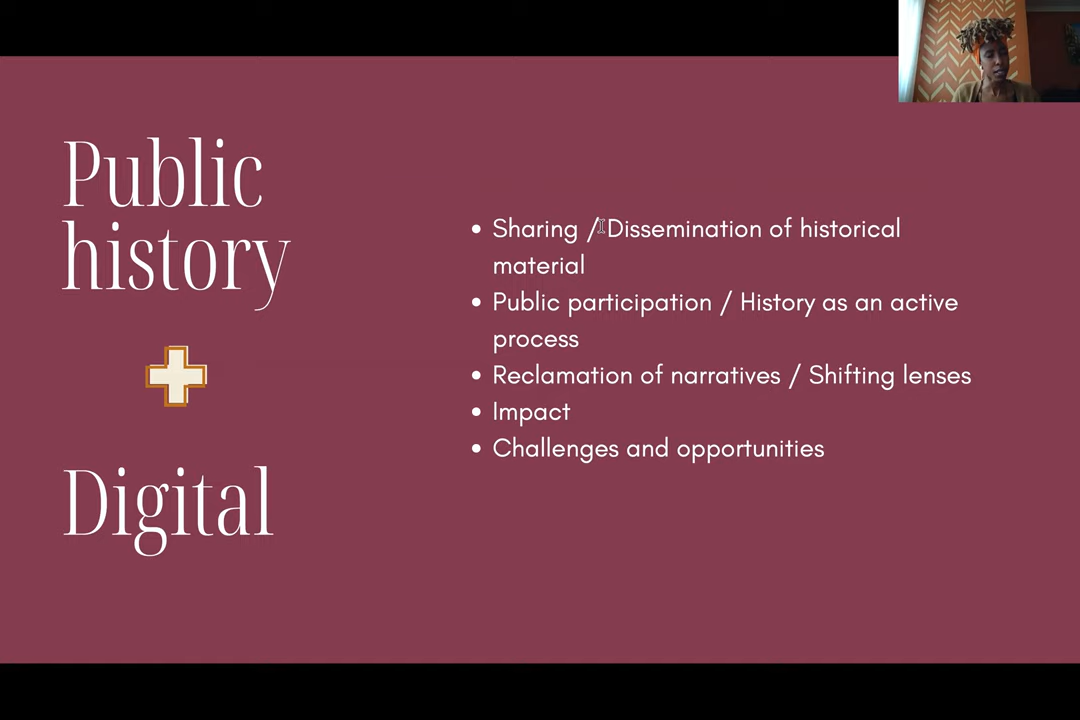 Public
history
Digital
Sharing / Dissemination of historical
material
Public participation / History as an active
process
Reclamation of narratives / Shifting lenses
Impact
Challenges and opportunities